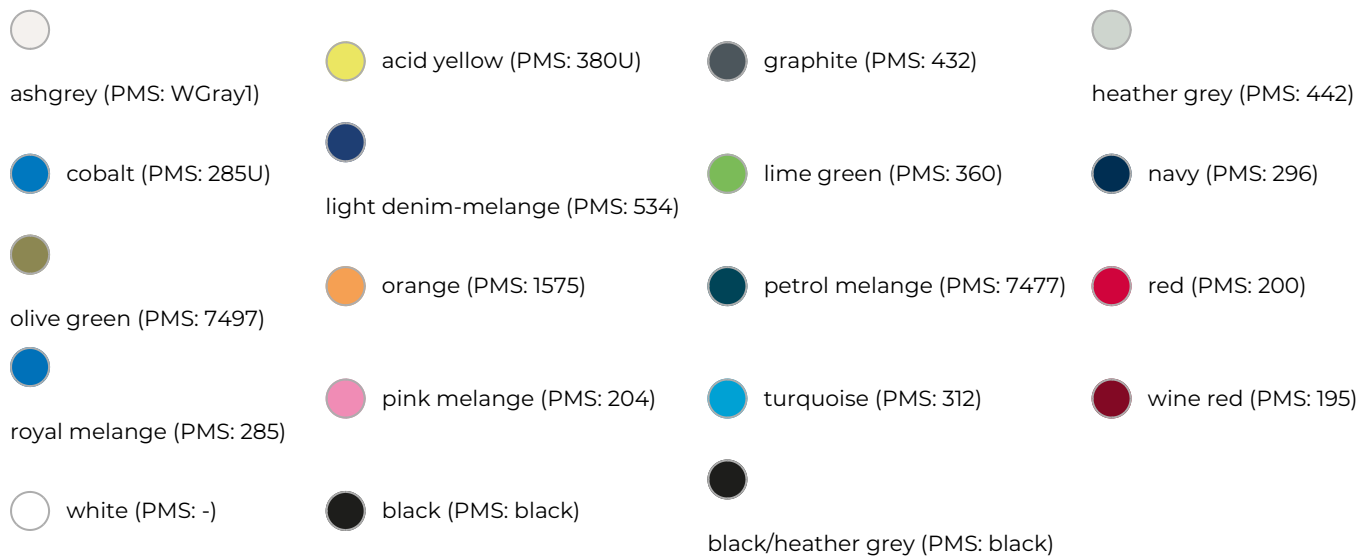 ashgrey (PMS: WGray1)
acid yellow (PMS: 380U)
graphite (PMS: 432)
heather grey (PMS: 442)
cobalt (PMS: 285U)
light denim-melange (PMS: 534)
lime green (PMS: 360)
navy (PMS: 296)
olive green (PMS: 7497)
orange (PMS: 1575)
petrol melange (PMS: 7477)
red (PMS: 200)
royal melange (PMS: 285)
pink melange (PMS: 204)
turquoise (PMS: 312)
wine red (PMS: 195)
white (PMS: -)
black (PMS: black)
black/heather grey (PMS: black)